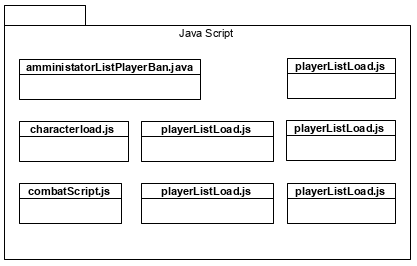 Java Script
amministatorListPlayerBan.java
playerListLoad.js
characterload.js
playerListLoad.js
playerListLoad.js
combatScript.js
playerListLoad.js
playerListLoad.js